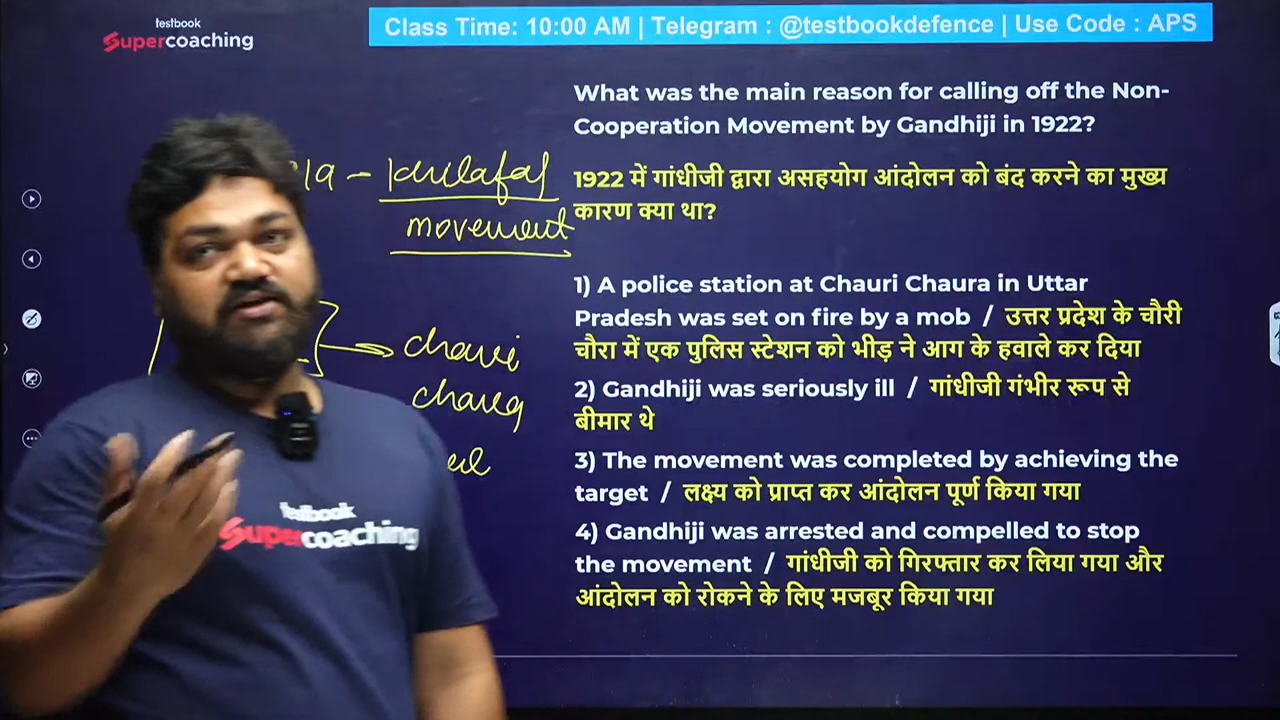 testbook
Supercoaching
Class Time: 10:00 AM | Telegram : @testbookdefence | Use Code : APS
What was the main reason for calling off the Non-
Cooperation Movement by Gandhiji in 1922?
1922 में गांधीजी द्वारा असहयोग आंदोलन को बंद करने का मुख्य
कारण क्या था?
19 - Khilafat
movement
chauri
chaura
1) A police station at Chauri Chaura in Uttar
Pradesh was set on fire by a mob / उत्तर प्रदेश के चौरी
चौरा में एक पुलिस स्टेशन को भीड़ ने आग के हवाले कर दिया
2) Gandhiji was seriously ill / गांधीजी गंभीर रूप से
बीमार थे
3) The movement was completed by achieving the
target / लक्ष्य को प्राप्त कर आंदोलन पूर्ण किया गया
4) Gandhiji was arrested and compelled to stop
the movement / गांधीजी को गिरफ्तार कर लिया गया और
आंदोलन को रोकने के लिए मजबूर किया गया
testbook
Supercoaching